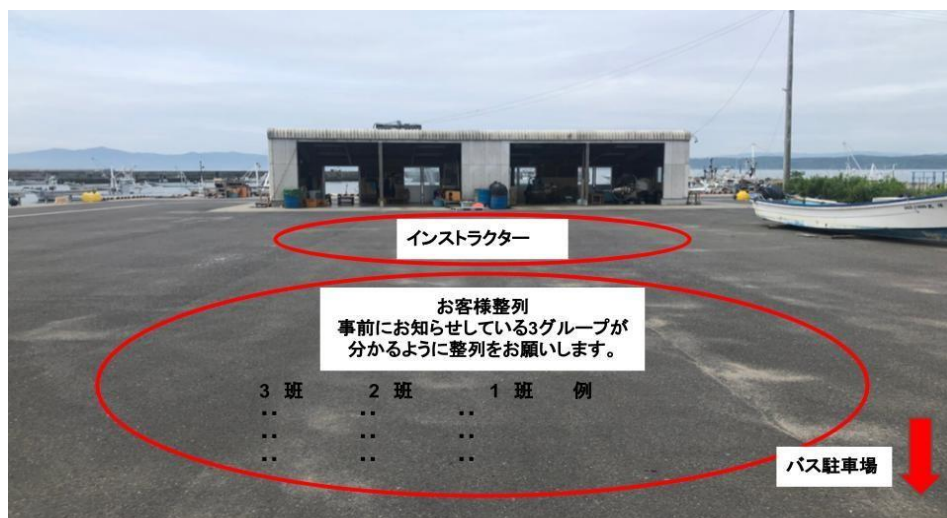 インストラクター
お客様整列
事前にお知らせしている3グループが
分かるように整列をお願いします。
3 班 2 班 1 班 例
バス駐車場